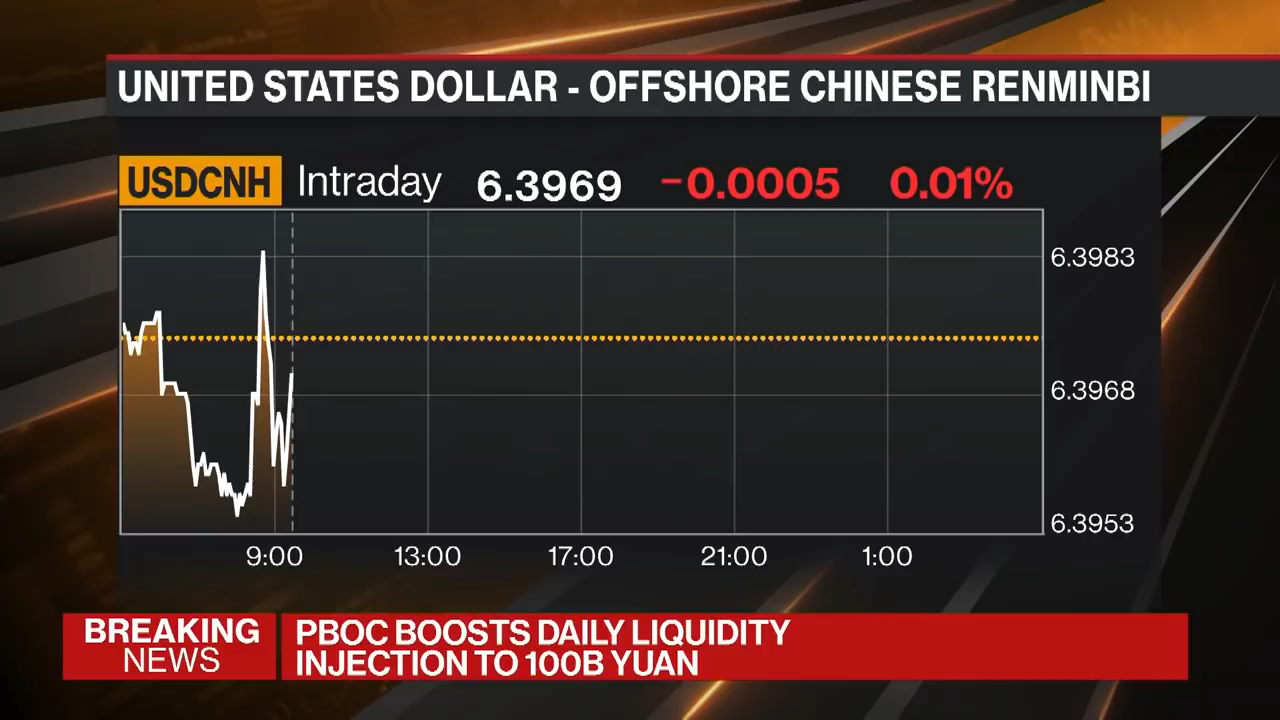 UNITED STATES DOLLAR - OFFSHORE CHINESE RENMINBI
USDCNH Intraday 6.3969 -0.0005 0.01%
6.3983
6.3968
6.3953
9:00 13:00 17:00 21:00 1:00
BREAKING NEWS
PBOC BOOSTS DAILY LIQUIDITY
INJECTION TO 100B YUAN